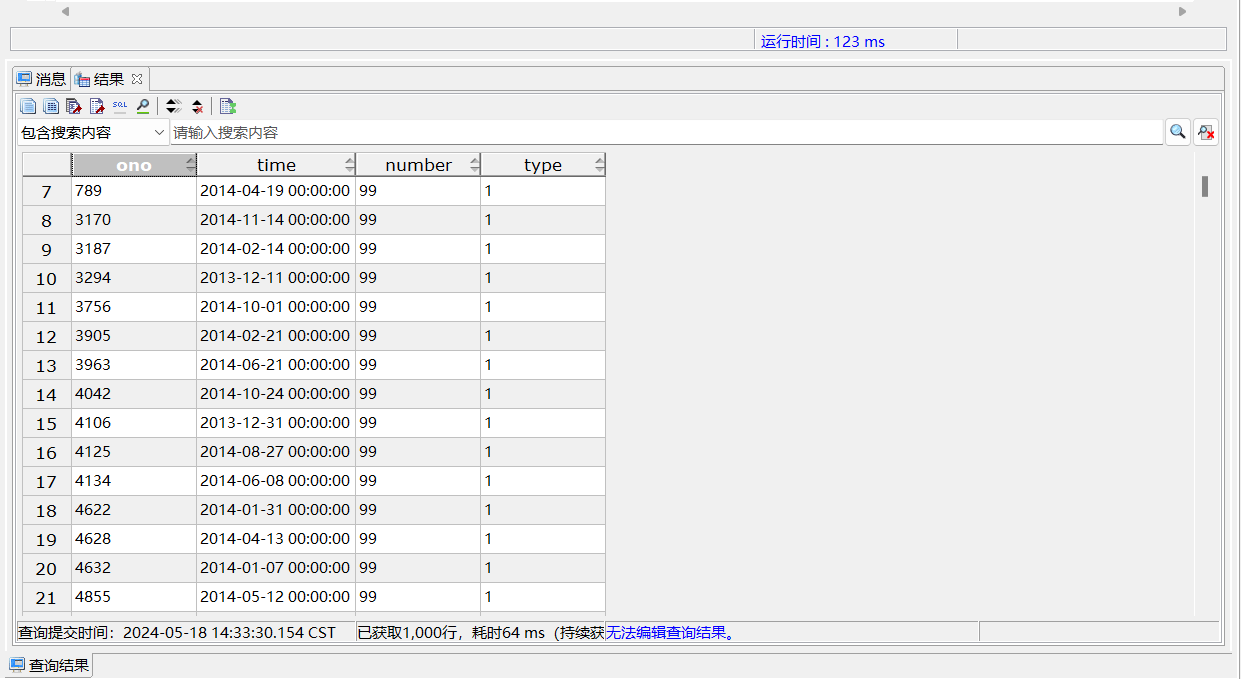 运行时间 : 123 ms
消息 结果
SQL
包含搜索内容 请输入搜索内容
ono time number type
7 789 2014-04-19 00:00:00 99 1
8 3170 2014-11-14 00:00:00 99 1
9 3187 2014-02-14 00:00:00 99 1
10 3294 2013-12-11 00:00:00 99 1
11 3756 2014-10-01 00:00:00 99 1
12 3905 2014-02-21 00:00:00 99 1
13 3963 2014-06-21 00:00:00 99 1
14 4042 2014-10-24 00:00:00 99 1
15 4106 2013-12-31 00:00:00 99 1
16 4125 2014-08-27 00:00:00 99 1
17 4134 2014-06-08 00:00:00 99 1
18 4622 2014-01-31 00:00:00 99 1
19 4628 2014-04-13 00:00:00 99 1
20 4632 2014-01-07 00:00:00 99 1
21 4855 2014-05-12 00:00:00 99 1
查询提交时间：2024-05-18 14:33:30.154 CST 已获取1,000行，耗时64 ms（持续获 无法编辑查询结果。
查询结果